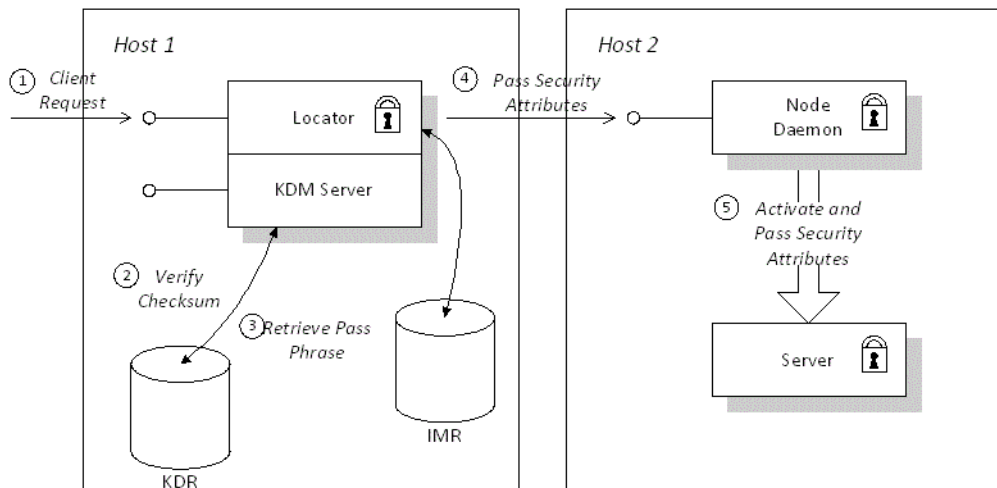 Host 1
Host 2
1
Client
Request
Locator
KDM Server
4
Pass Security
Attributes
Node
Daemon
5
Activate and
Pass Security
Attributes
2
Verify
Checksum
3
Retrieve Pass
Phrase
Server
IMR
KDR